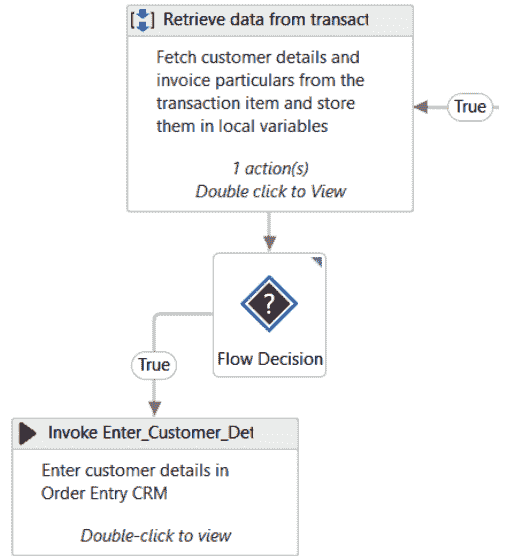 Retrieve data from transact
Fetch customer details and
invoice particulars from the
transaction item and store
them in local variables
1 action(s)
Double click to View
True
?
Flow Decision
True
Invoke Enter_Customer_Det
Enter customer details in
Order Entry CRM
Double-click to view